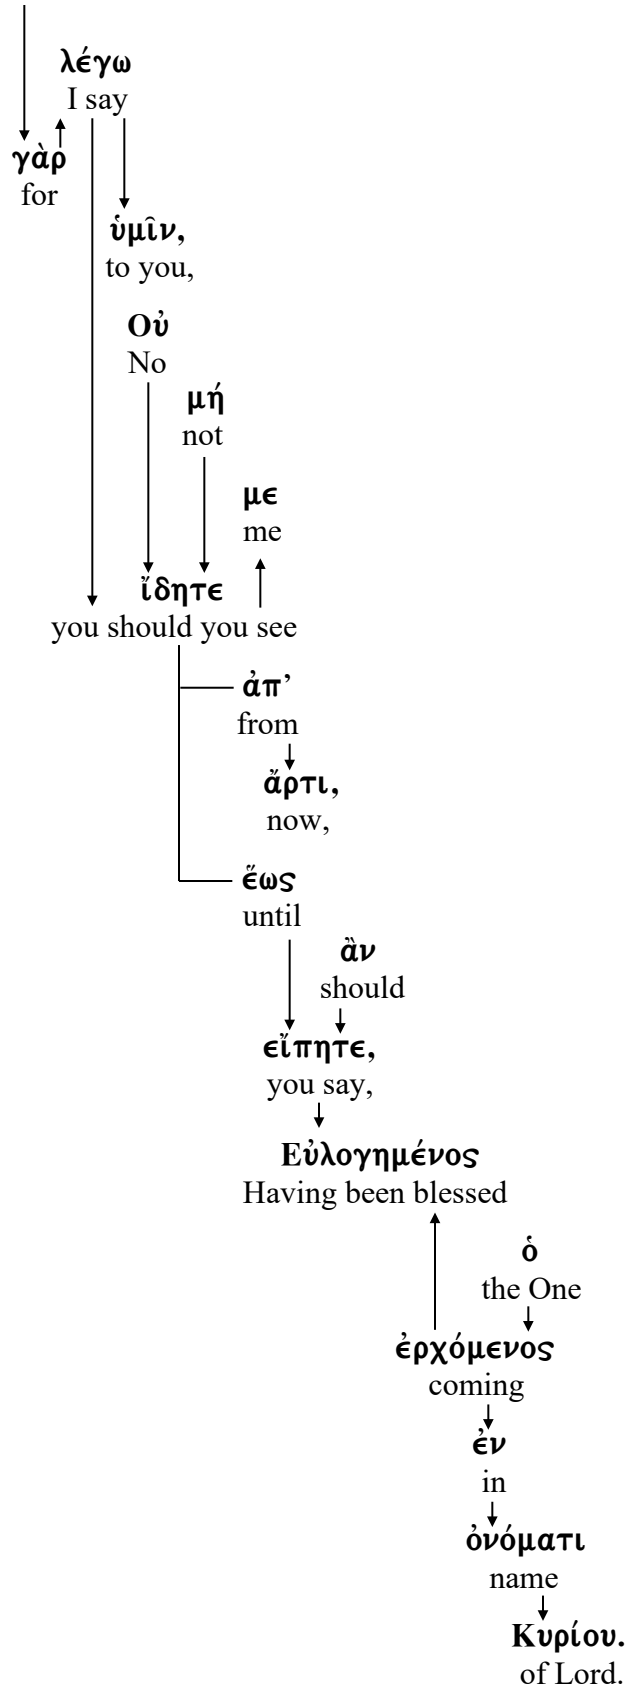 λέγω
I say
γὰρ
for
ὑμῖν,
to you,
Οὐ
No
μή
not
με
me
ἴδητε
you should you see
ἀπ’
from
ἄρτι,
now,
ἕως
until
ἂν
should
εἴπητε,
you say,
Εὐλογημένος
Having been blessed
ὁ
the One
ἐρχόμενος
coming
ἐν
in
ὀνόματι
name
Κυρίου.
of Lord.